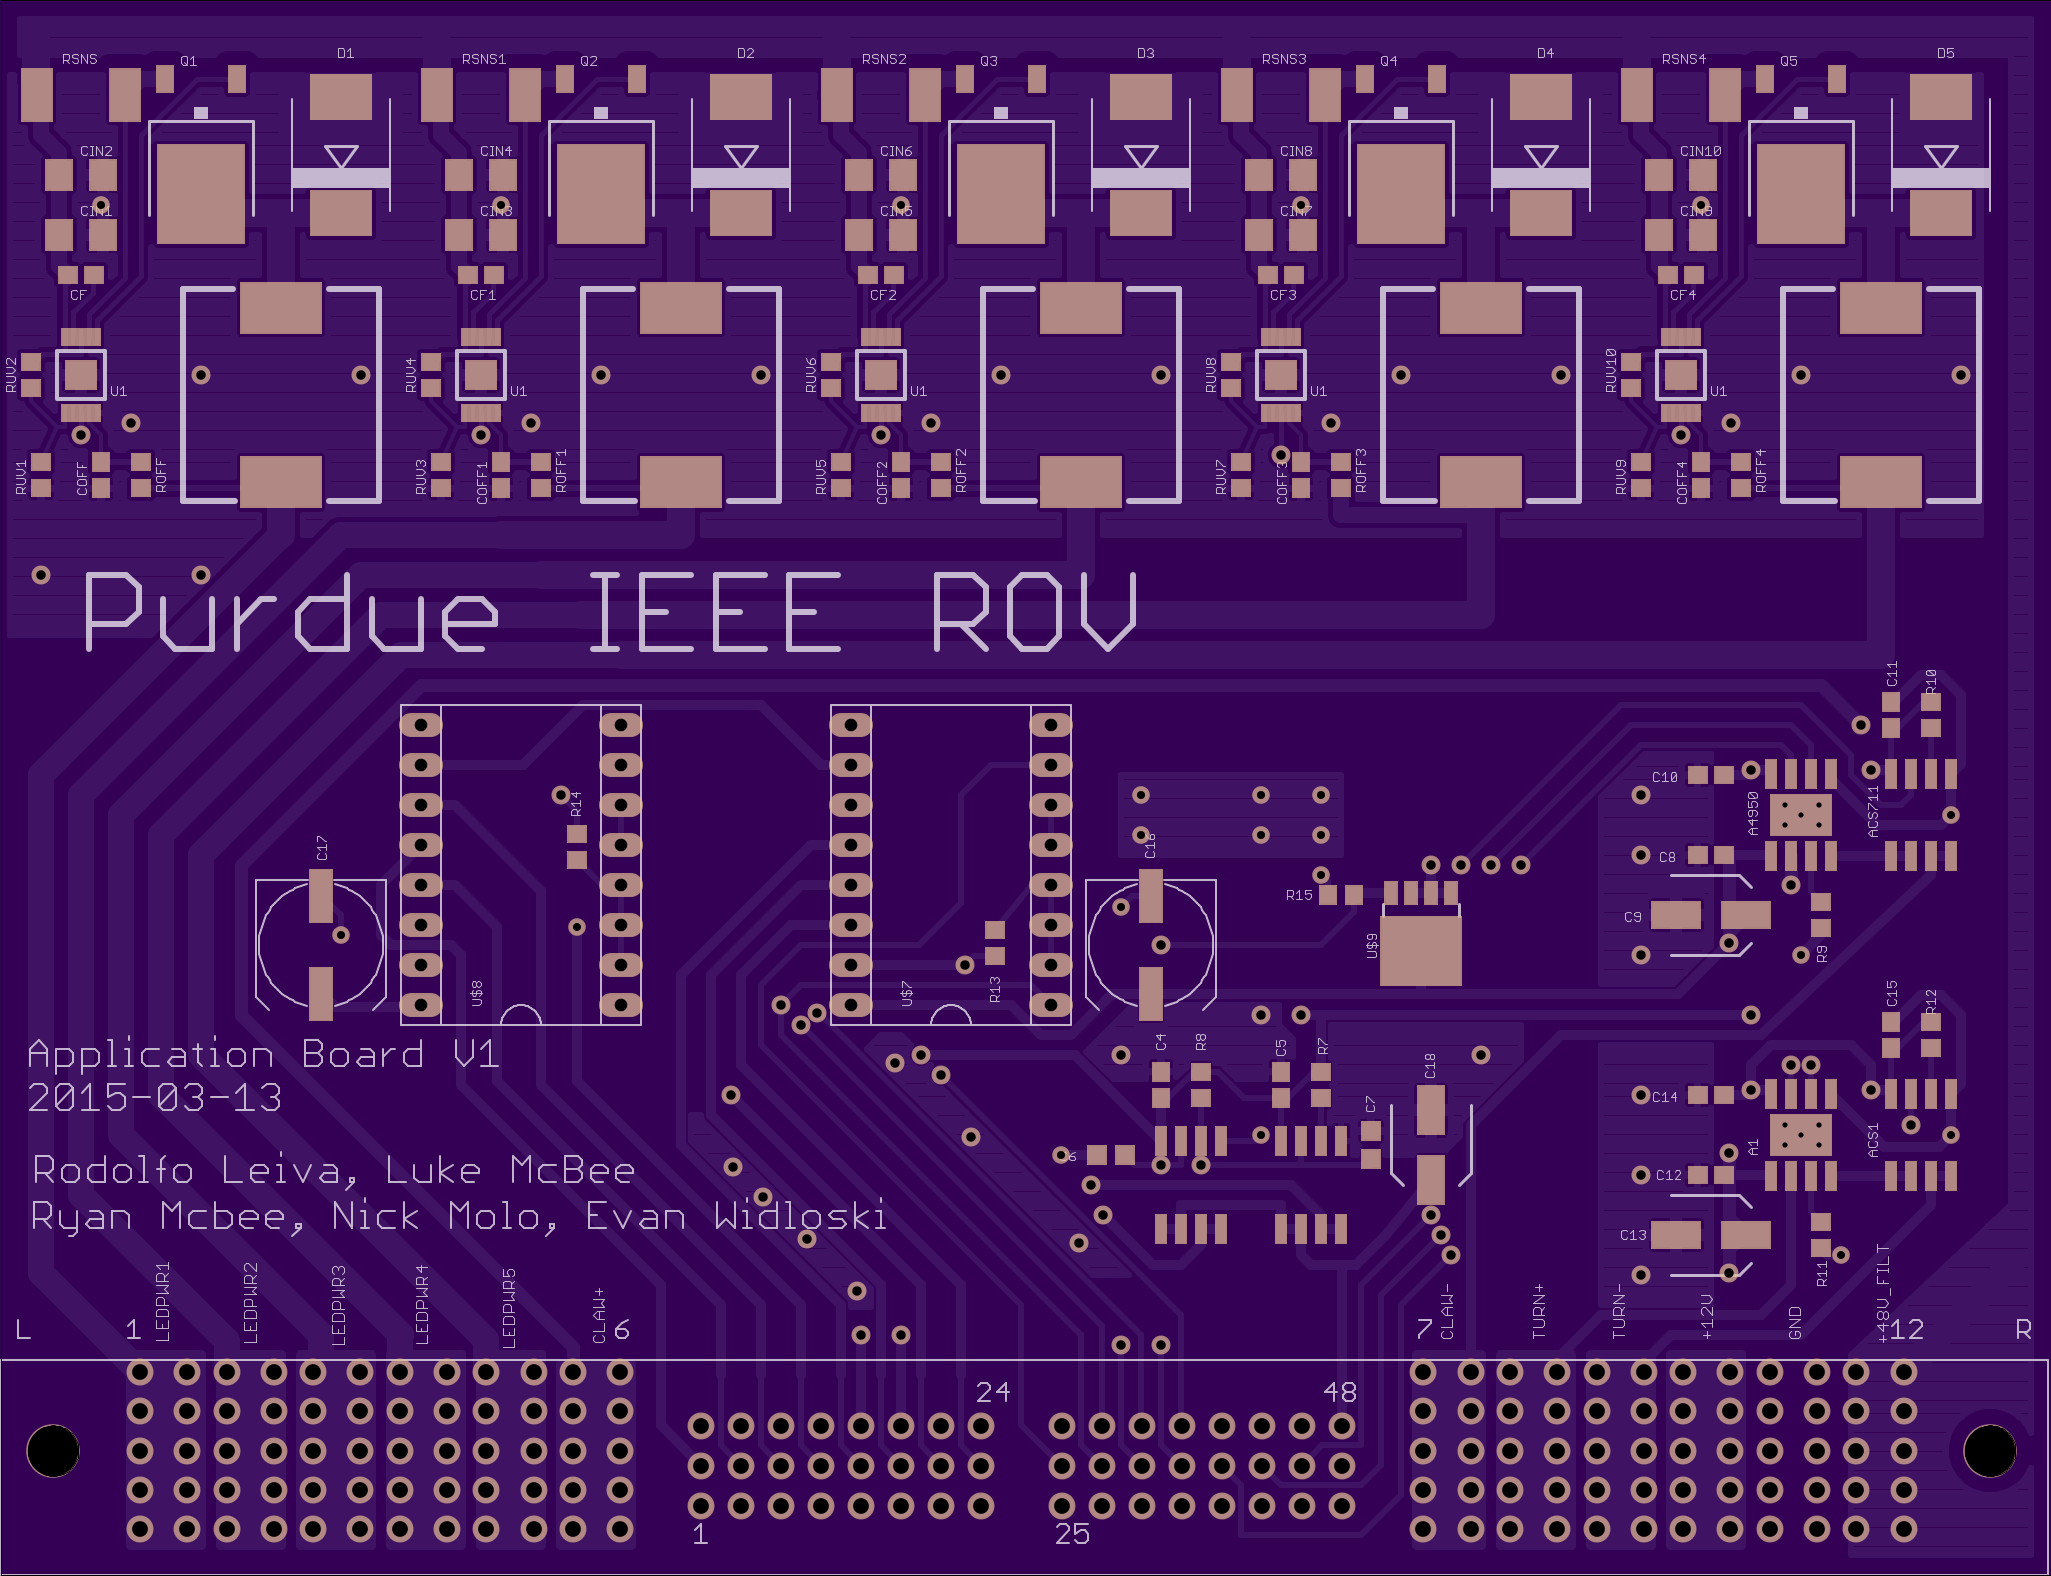 RSNS Q1 D1 RSNS1 Q2 D2 RSNS2 Q3 D3 RSNS3 Q4 D4 RSNS4 Q5 D5
CIN2 CIN4 CIN6 CIN8 CIN10
CIN1 CIN3 CIN5 CIN7 CIN9
CF CF1 CF2 CF3 CF4
RUV2 U1 RUV4 U1 RUV6 U1 RUV8 U1 RUV10 U1
RUV1 COFF ROFF RUV3 COFF1 ROFF1 RUV5 COFF2 ROFF2 RUV7 COFF3 ROFF3 RUV9 COFF4 ROFF4
Purdue IEEE ROV
C11 R10
C10
R14 A4950 ACS711
C17 C16 C8
R15
C9 U$9 R9
U$8 U$7 R13 C15 R12
Application Board V1
C4 R8 C5 R7 C18
2015-03-13
C7 C14
A1 ACS1
6
Rodolfo Leiva, Luke McBee
C12
Ryan Mcbee, Nick Molo, Evan Widloski
C13 R11
LEDPWR1 LEDPWR2 LEDPWR3 LEDPWR4 LEDPWR5 CLAW+ CLAW- TURN+ TURN- +12V GND +48V_FILT
L 1 6 7 12 R
24 48
1 25